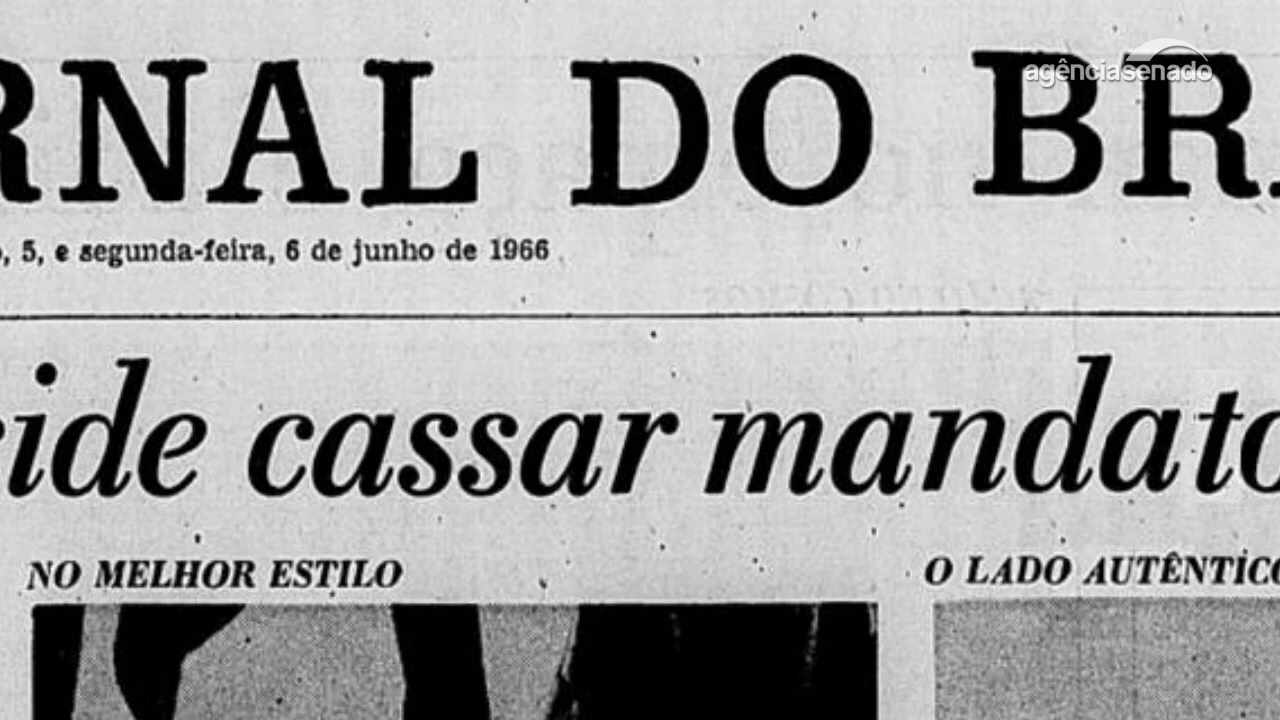 RNAL DO BR
agênciasenado
, 5, e segunda-feira, 6 de junho de 1966
ide cassar mandato
NO MELHOR ESTILO
O LADO AUTÊNTICO